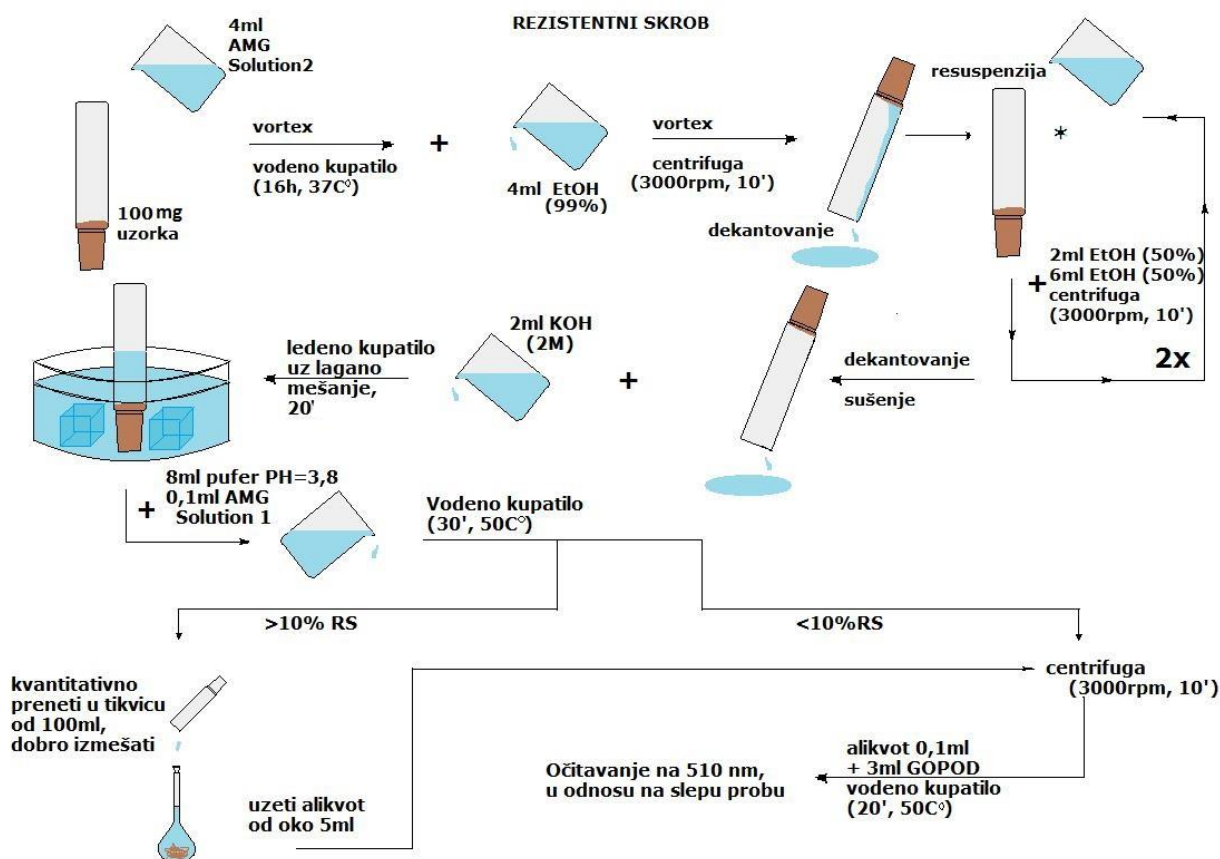 REZISTENTNI SKROB
4ml
AMG
Solution2
100 mg
uzorka
vortex
vodeno kupatilo
(16h, 37C°)
+
4ml EtOH
(99%)
vortex
centrifuga
(3000rpm, 10')
dekantovanje
resuspenzija
*
+
2ml EtOH (50%)
6ml EtOH (50%)
centrifuga
(3000rpm, 10')
2x
dekantovanje
sušenje
+
2ml KOH
(2M)
ledeno kupatilo
uz lagano
mešanje,
20'
+
8ml pufer PH=3,8
0,1ml AMG
Solution 1
Vodeno kupatilo
(30', 50C°)
>10% RS
<10%RS
kvantitativno
preneti u tikvicu
od 100ml,
dobro izmešati
uzeti alikvot
od oko 5ml
centrifuga
(3000rpm, 10')
alikvot 0,1ml
+ 3ml GOPOD
vodeno kupatilo
(20', 50C°)
Očitavanje na 510 nm,
u odnosu na slepu probu